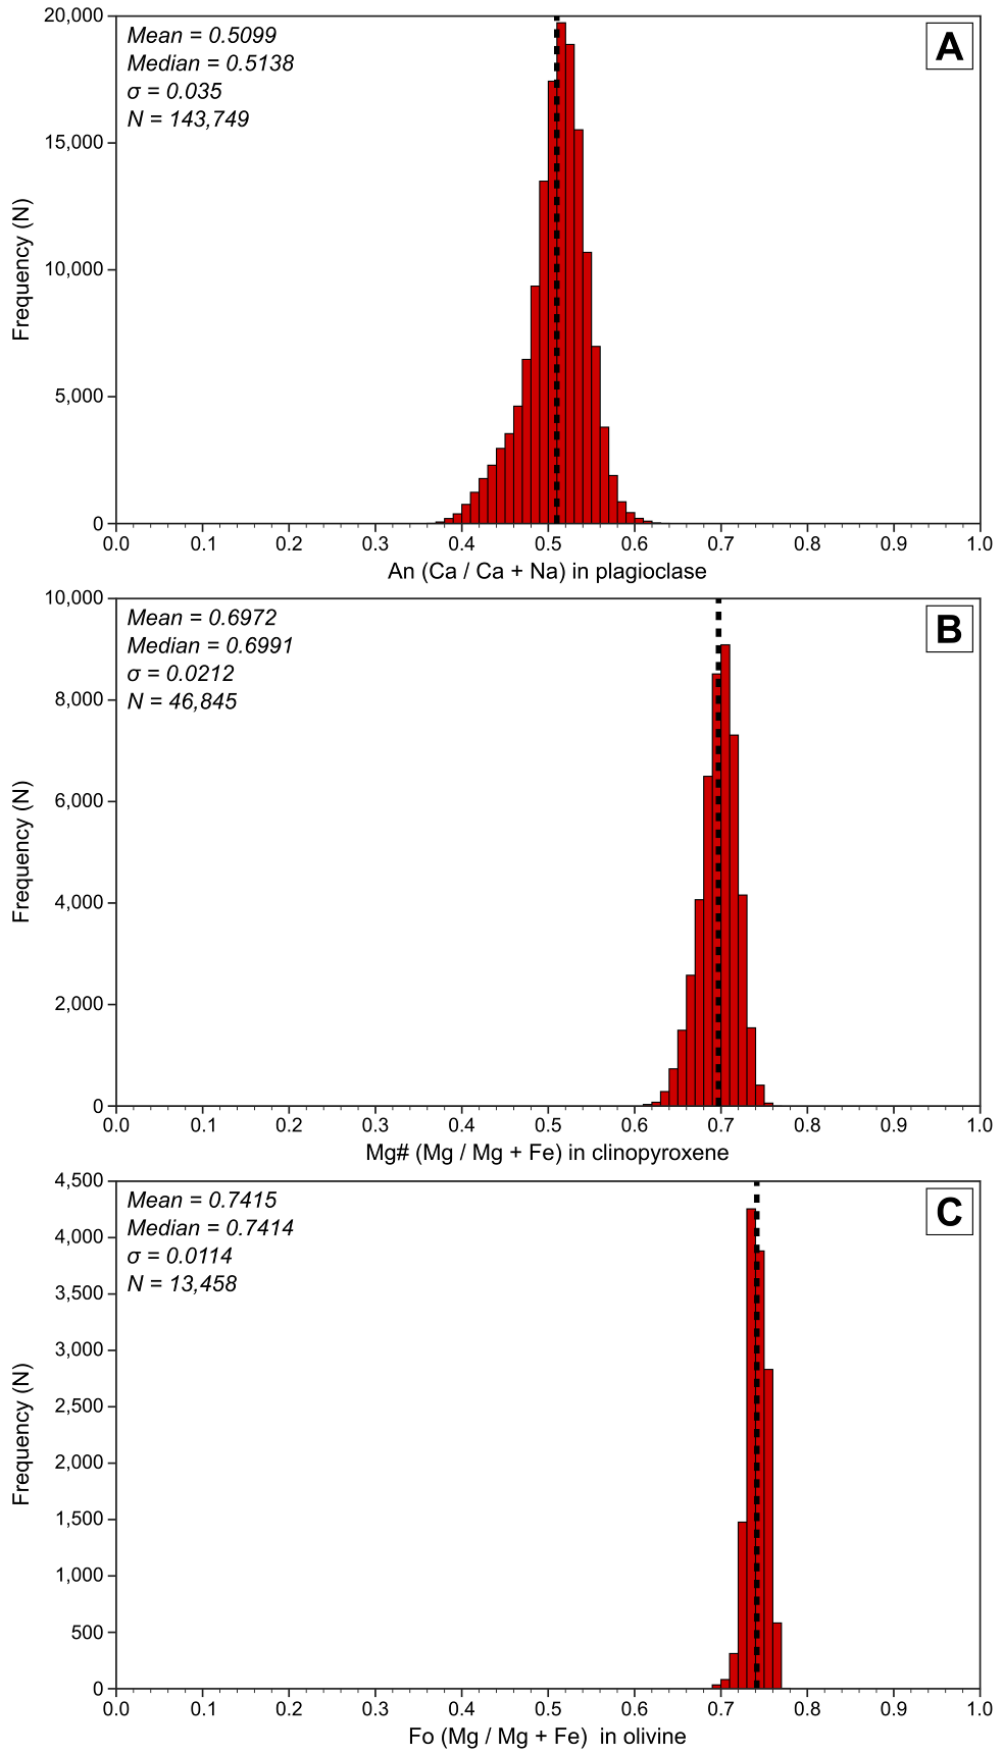 20,000
Mean = 0.5099
A
Median = 0.5138
σ = 0.035
N = 143,749
15,000
Frequency (N)
10,000
5,000
0
0.0 0.1 0.2 0.3 0.4 0.5 0.6 0.7 0.8 0.9 1.0
An (Ca / Ca + Na) in plagioclase
10,000
Mean = 0.6972
B
Median = 0.6991
σ = 0.0212
N = 46,845
8,000
Frequency (N)
6,000
4,000
2,000
0
0.0 0.1 0.2 0.3 0.4 0.5 0.6 0.7 0.8 0.9 1.0
Mg# (Mg / Mg + Fe) in clinopyroxene
4,500
Mean = 0.7415
C
Median = 0.7414
4,000
σ = 0.0114
N = 13,458
3,500
3,000
Frequency (N)
2,500
2,000
1,500
1,000
500
0
0.0 0.1 0.2 0.3 0.4 0.5 0.6 0.7 0.8 0.9 1.0
Fo (Mg / Mg + Fe) in olivine